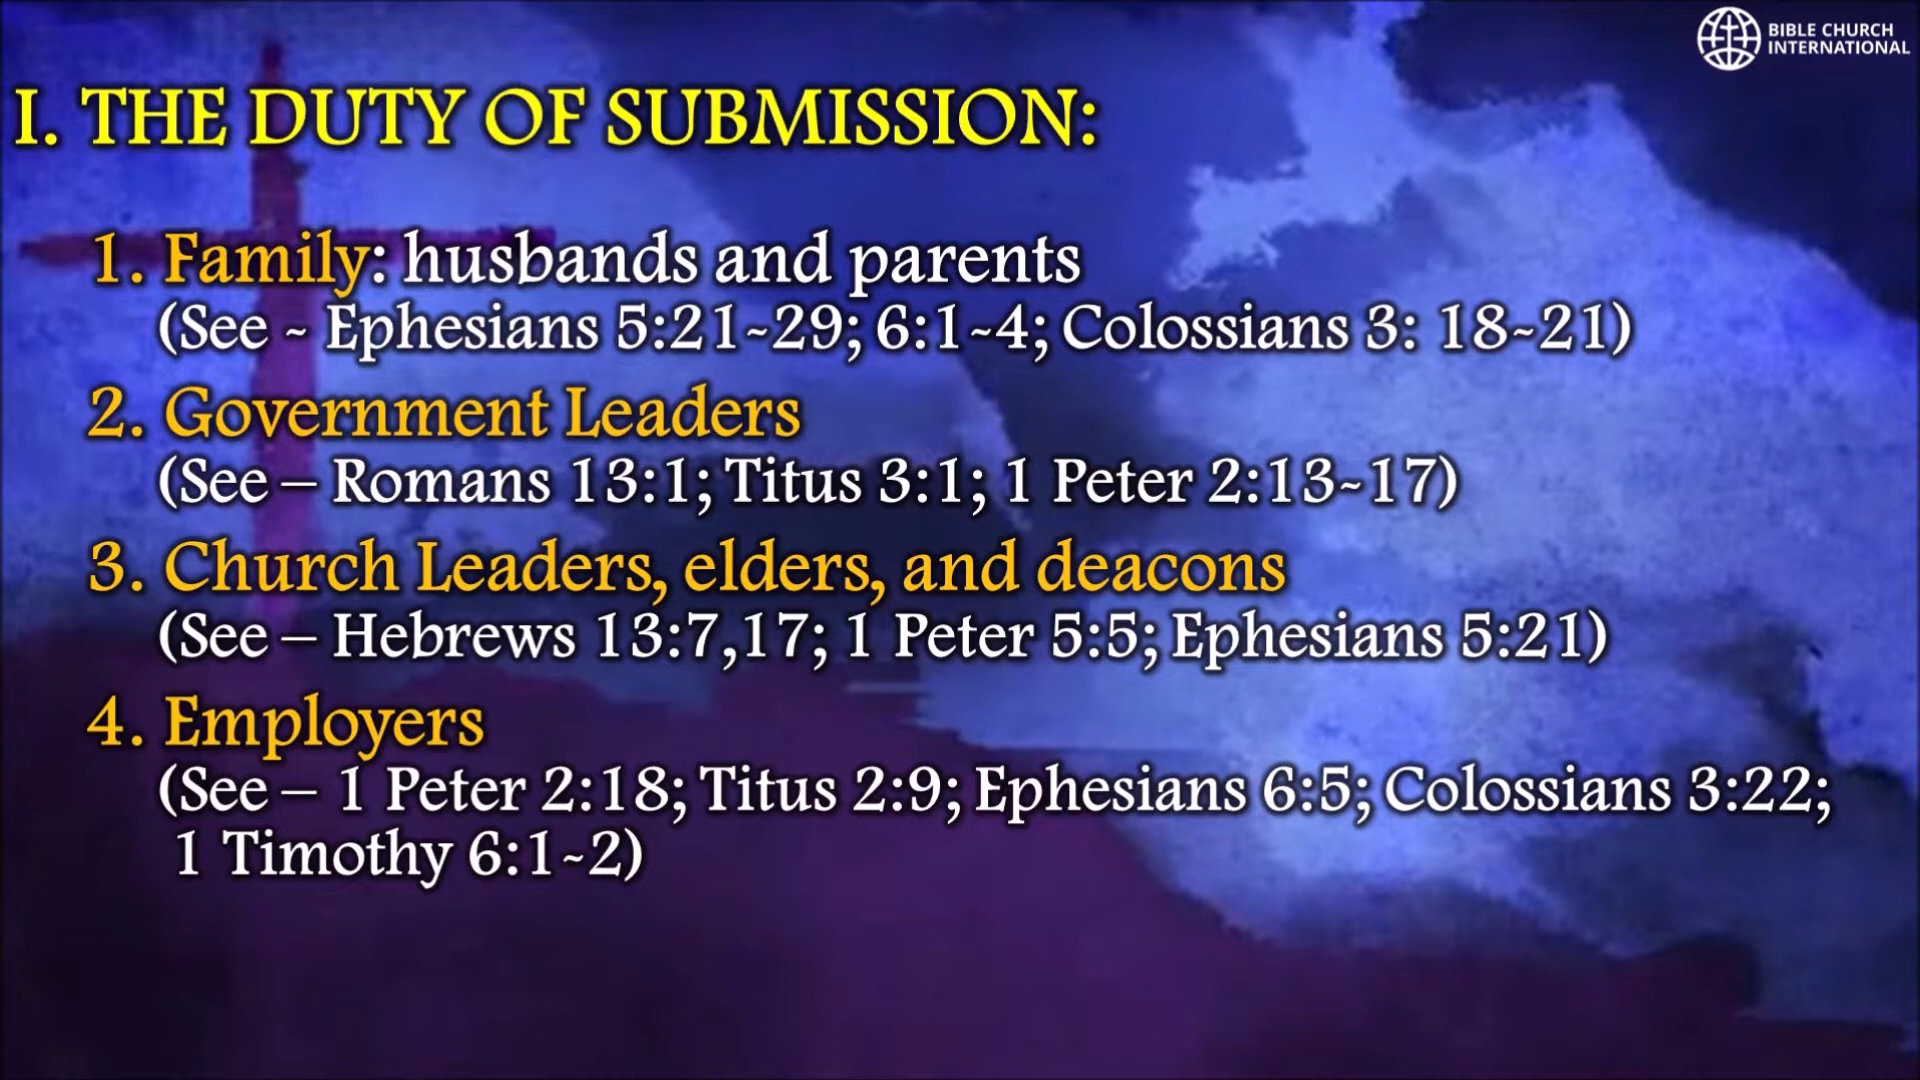 BIBLE CHURCH
INTERNATIONAL
I. THE DUTY OF SUBMISSION:
1. Family: husbands and parents
(See ~ Ephesians 5:21~29; 6:1~4; Colossians 3: 18~21)
2. Government Leaders
(See – Romans 13:1; Titus 3:1; 1 Peter 2:13~17)
3. Church Leaders, elders, and deacons
(See – Hebrews 13:7,17; 1 Peter 5:5; Ephesians 5:21)
4. Employers
(See – 1 Peter 2:18; Titus 2:9; Ephesians 6:5; Colossians 3:22;
1 Timothy 6:1~2)